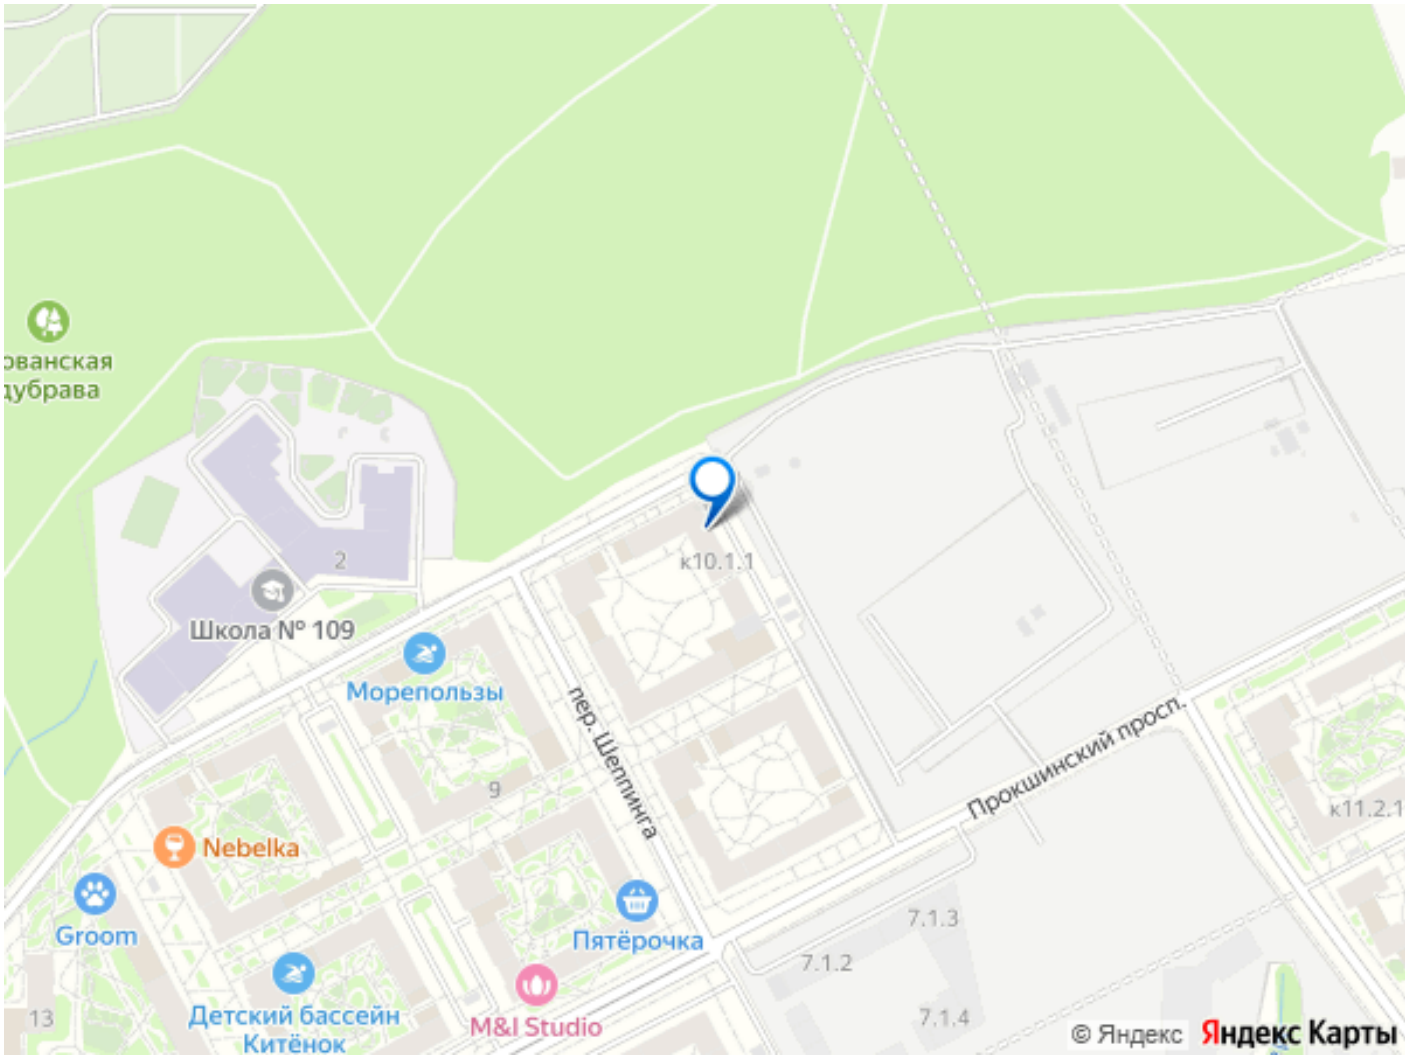 ованская
дубрава
к10.1.1
2
Школа № 109
Морепользы
пер. Шеппинга
Прокшинский просп.
9
к11.2.1
Nebelka
Groom
Пятёрочка
7.1.3
7.1.2
Детский бассейн
Китёнок
M&I Studio
13
7.1.4
© Яндекс Яндекс Карты